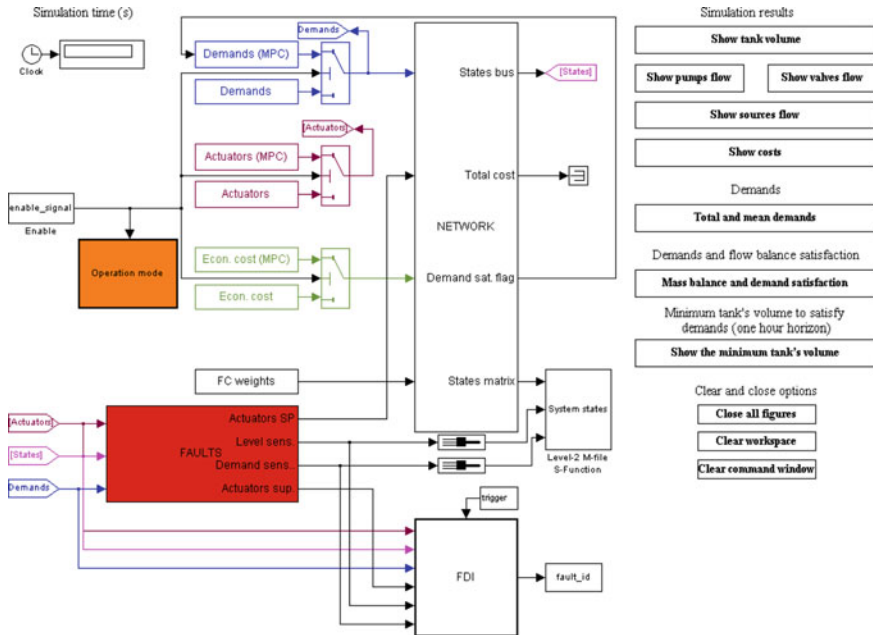 Simulation time (s)
Clock
Demands
Demands (MPC)
Demands
[Actuators]
Actuators (MPC)
Actuators
enable_signal
Enable
Operation mode
Econ. cost (MPC)
Econ. cost
FC weights
States bus
[States]
Total cost
NETWORK
Demand sat. flag
States matrix
System states
Level-2 M-file
S-Function
[Actuators]
[States]
Demands
FAULTS
Actuators SP
Level sens.
Demand sens..
Actuators sup.
trigger
FDI
fault_id
Simulation results
Show tank volume
Show pumps flow
Show valves flow
Show sources flow
Show costs
Demands
Total and mean demands
Demands and flow balance satisfaction
Mass balance and demand satisfaction
Minimum tank's volume to satisfy
demands (one hour horizon)
Show the minimum tank's volume
Clear and close options
Close all figures
Clear workspace
Clear command window